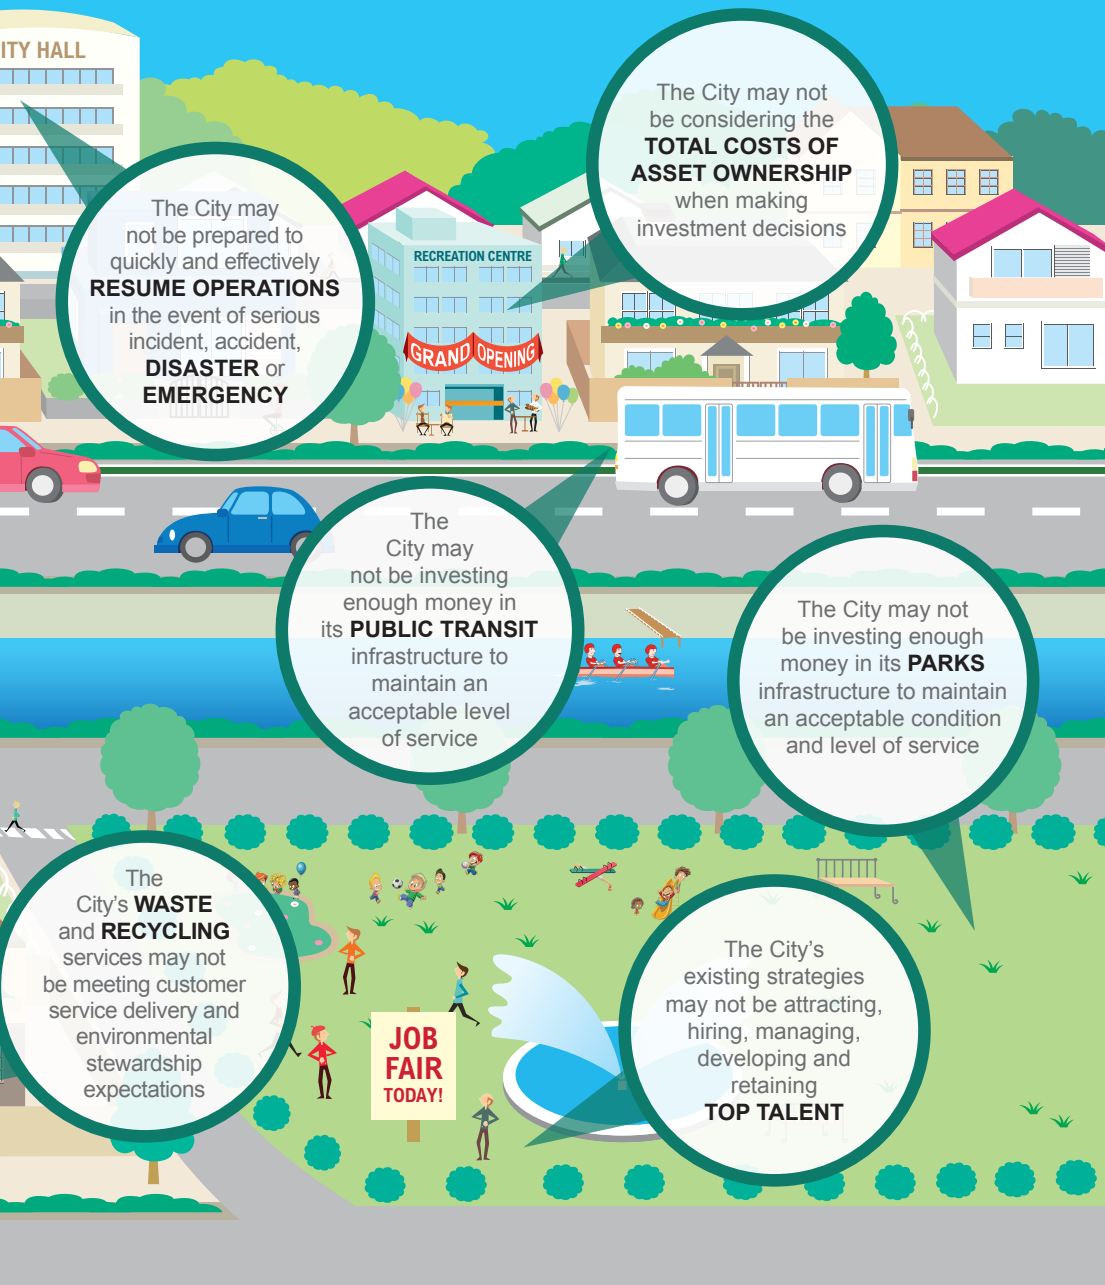 ITY HALL
The City may not
be considering the
TOTAL COSTS OF
ASSET OWNERSHIP
when making
investment decisions
The City may
not be prepared to
quickly and effectively
RESUME OPERATIONS
in the event of serious
incident, accident,
DISASTER or
EMERGENCY
RECREATION CENTRE
GRAND OPENING
The
City may
not be investing
enough money in
its PUBLIC TRANSIT
infrastructure to
maintain an
acceptable level
of service
The City may not
be investing enough
money in its PARKS
infrastructure to maintain
an acceptable condition
and level of service
The
City's WASTE
and RECYCLING
services may not
be meeting customer
service delivery and
environmental
stewardship
expectations
The City's
existing strategies
may not be attracting,
hiring, managing,
developing and
retaining
TOP TALENT
JOB
FAIR
TODAY!